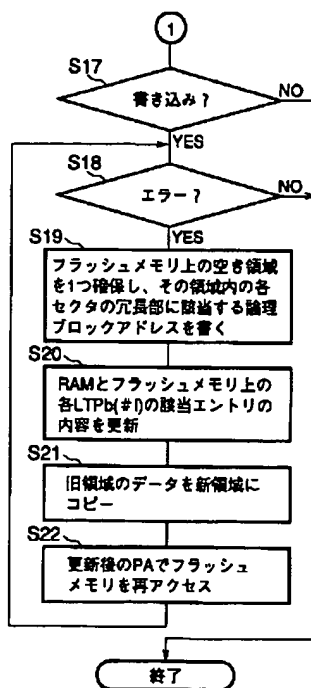 1
S17
書き込み?
NO
YES
S18
エラー?
NO
YES
S19
フラッシュメモリ上の空き領域
を1つ確保し、その領域内の各
セクタの冗長部に該当する論理
ブロックアドレスを書く
S20
RAMとフラッシュメモリ上の
各LTPb(#I)の該当エントリの
内容を更新
S21
旧領域のデータを新領域に
コピー
S22
更新後のPAでフラッシュ
メモリを再アクセス
終了